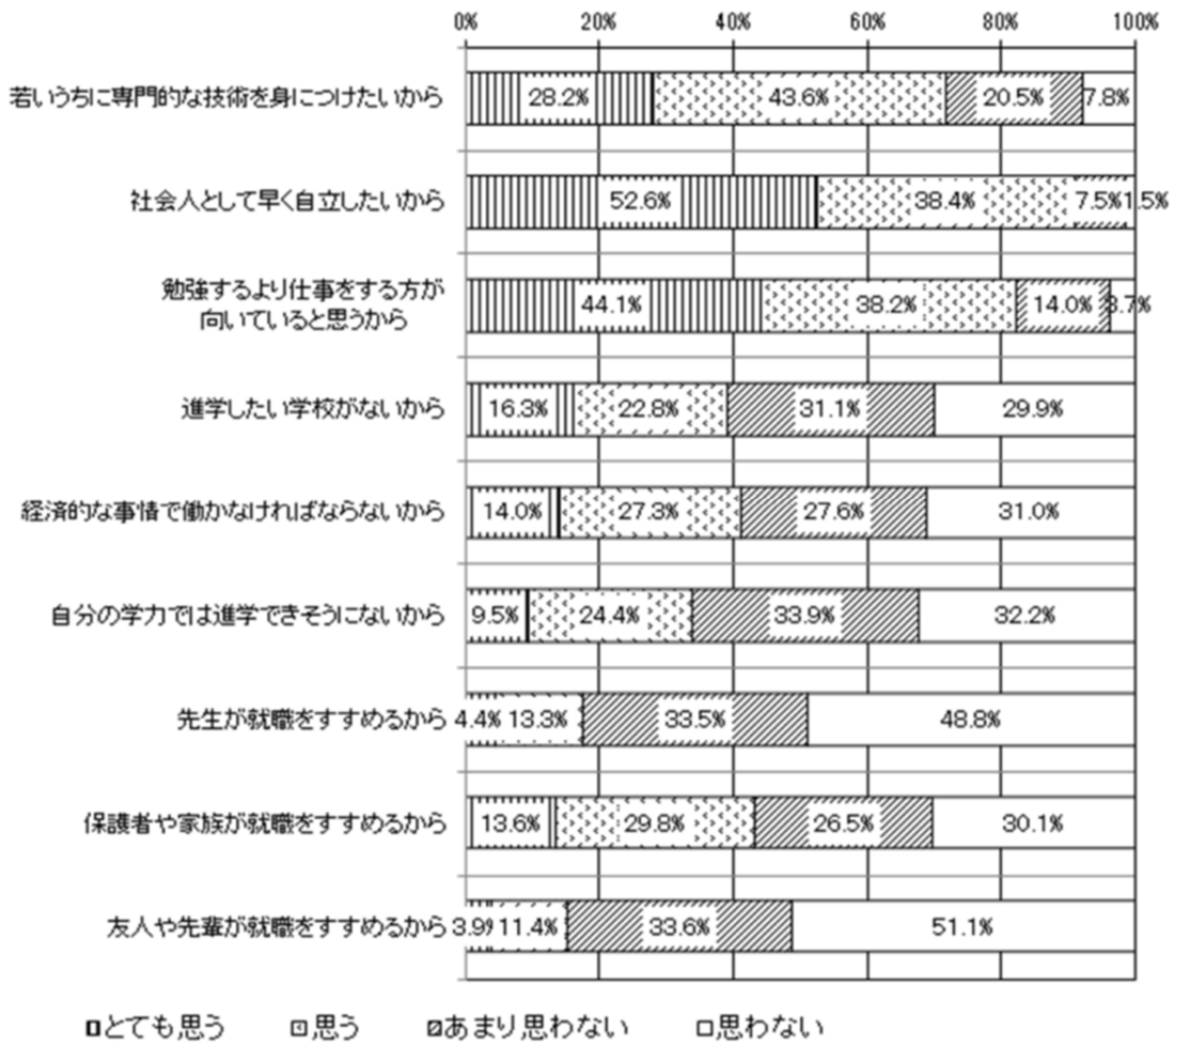 0% 20% 40% 60% 80% 100%
若いうちに専門的な技術を身につけたいから 28.2% 43.6% 20.5% 7.8%
社会人として早く自立したいから 52.6% 38.4% 7.5% 1.5%
勉強するより仕事をする方が
向いていると思うから 44.1% 38.2% 14.0% 3.7%
進学したい学校がないから 16.3% 22.8% 31.1% 29.9%
経済的な事情で働かなければならないから 14.0% 27.3% 27.6% 31.0%
自分の学力では進学できそうにないから 9.5% 24.4% 33.9% 32.2%
先生が就職をすすめるから 4.4% 13.3% 33.5% 48.8%
保護者や家族が就職をすすめるから 13.6% 29.8% 26.5% 30.1%
友人や先輩が就職をすすめるから 3.9% 11.4% 33.6% 51.1%
とても思う 思う あまり思わない 思わない